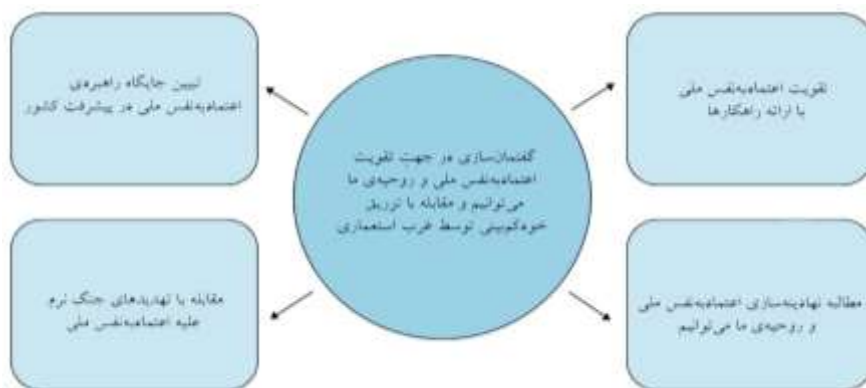 تقویت اعتمادبه‌نفس ملی
با ارائه راهکارها
تبیین جایگاه راهبردی
اعتمادبه‌نفس ملی در پیشرفت کشور
گفتمان‌سازی در جهت تقویت
اعتمادبه‌نفس ملی و روحیه‌ی ما
می‌توانیم و مقابله با تزریق
خودکم‌بینی توسط غرب استعماری
مطالبه نهادینه‌سازی اعتمادبه‌نفس ملی
و روحیه‌ی ما می‌توانیم
مقابله با تهدیدهای جنگ نرم
علیه اعتمادبه‌نفس ملی